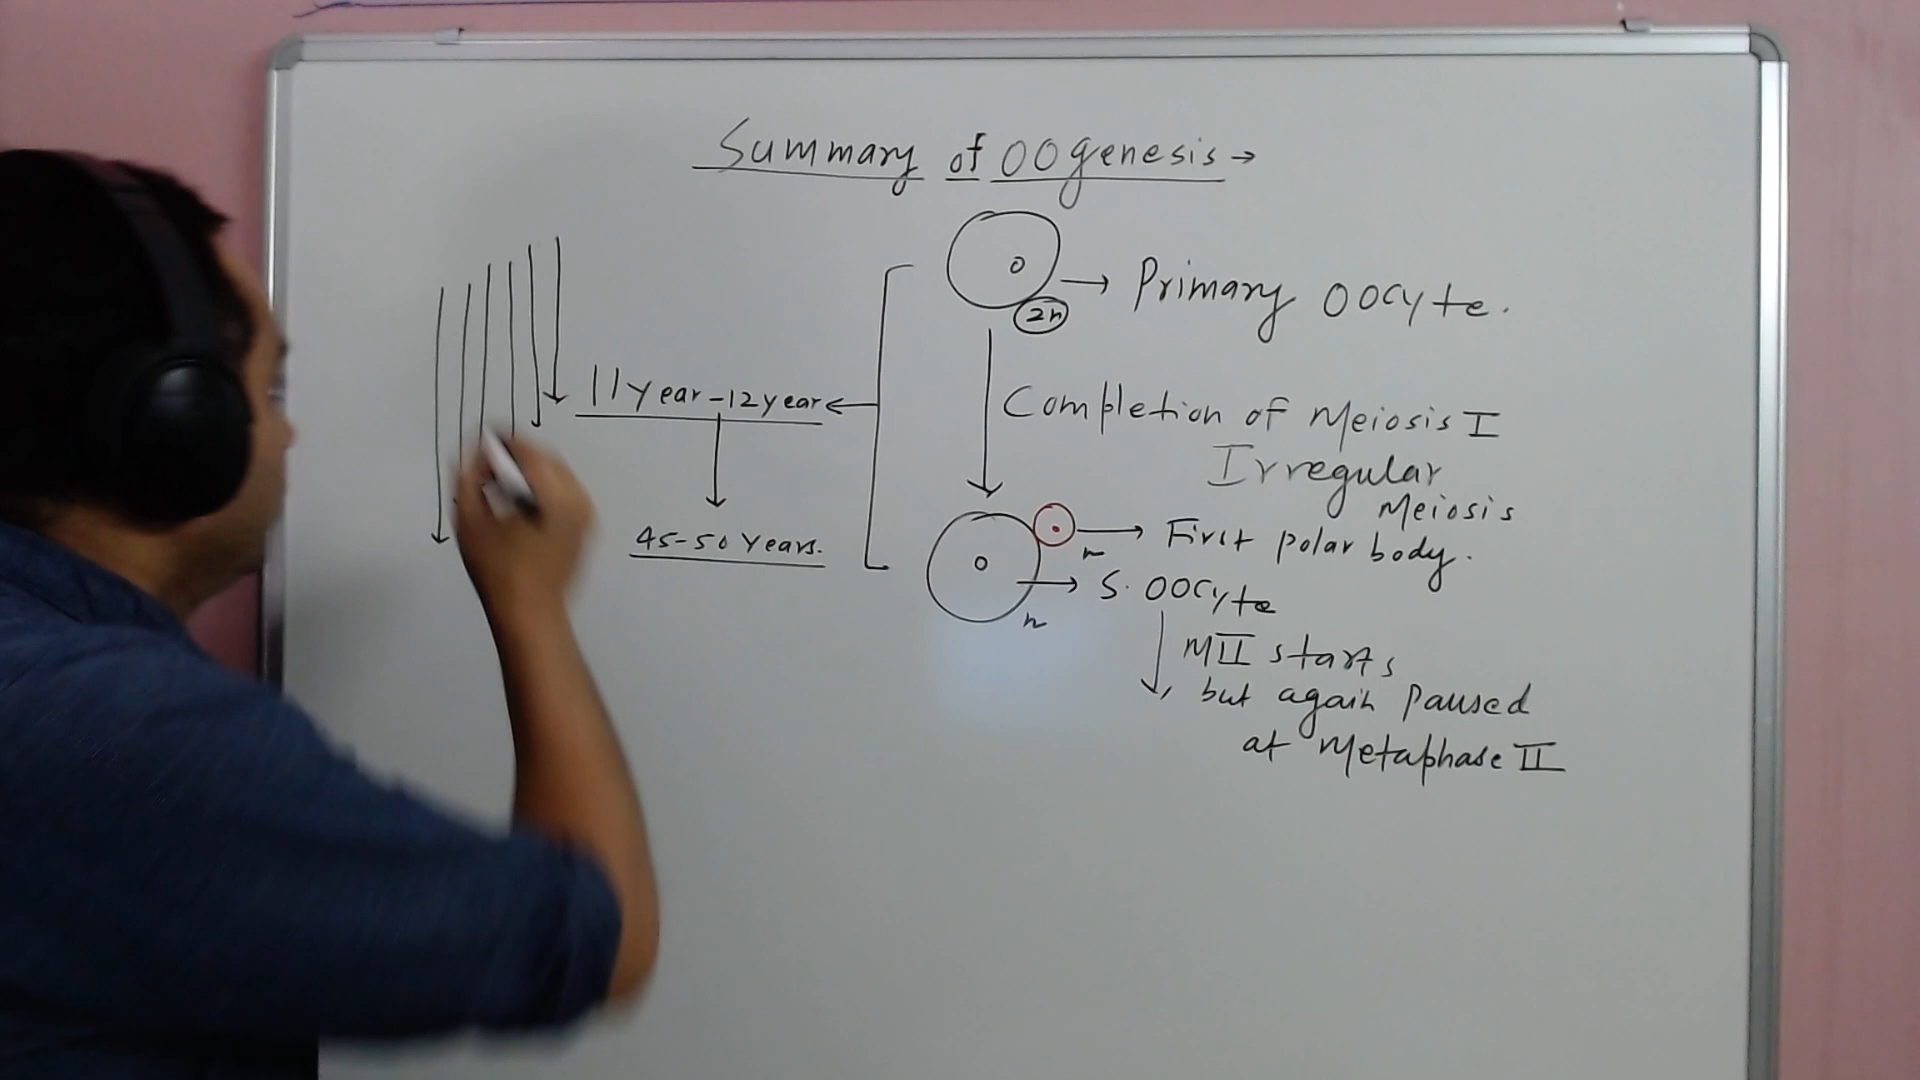 Summary of OOgenesis →
2n
→ Primary OOcyte.
11 year - 12 year ←
Completion of Meiosis I
Irregular
Meiosis
45-50 Years.
n → First polar body.
n → S. OOcyte
MII starts
but again Paused
at Metaphase II